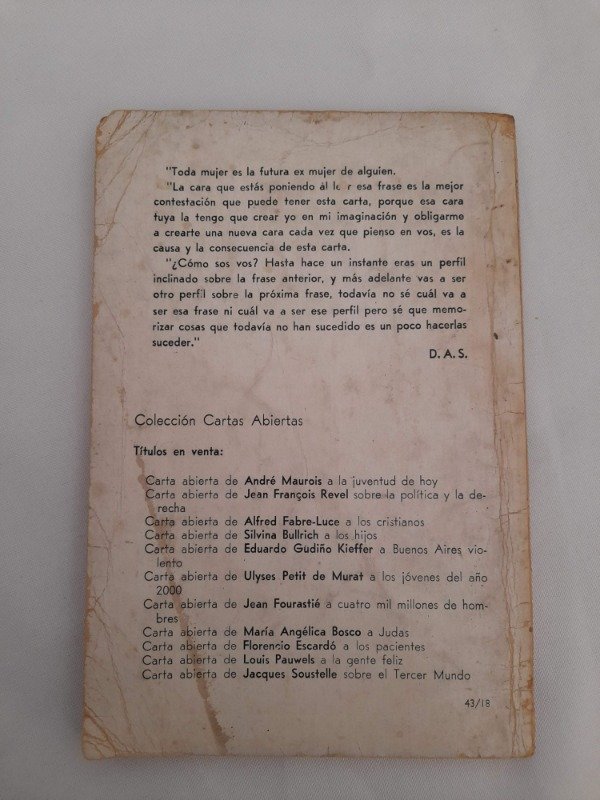 "Toda mujer es la futura ex mujer de alguien.
"La cara que estás poniendo al esa frase es la mejor
contestación que puede tener esta carta, porque esa cara
tuya la tengo que crear yo en mi imaginación y obligarme
a crearte una nueva cara cada vez que pienso en vos, es la
causa y la consecuencia de esta carta.
"¿Cómo sos vos? Hasta hace un instante eras un perfil
inclinado sobre la frase anterior, y más adelante vas a ser
otro perfil sobre la próxima frase, todavía no sé cuál va a
ser esa frase ni cuál va a ser ese perfil pero sé que memo-
rizar cosas que todavía no han sucedido es un poco hacerlas
suceder."
D. A. S.
Colección Cartas Abiertas
Títulos en venta:
Carta abierta de André Maurois a la juventud de hoy
Carta abierta de Jean François Revel sobre la política y la de-
recha
Carta abierta de Alfred Fabre-Luce a los cristianos
Carta abierta de Silvina Bullrich a los hijos
Carta abierta de Eduardo Gudiño Kieffer a Buenos Aires vio-
lento
Carta abierta de Ulyses Petit de Murat a los jóvenes del año
2000
Carta abierta de Jean Fourastié a cuatro mil millones de hom-
bres
Carta abierta de María Angélica Bosco a Judas
Carta abierta de Florencio Escardó a los pacientes
Carta abierta de Louis Pauwels a la gente feliz
Carta abierta de Jacques Soustelle sobre el Tercer Mundo
43/18